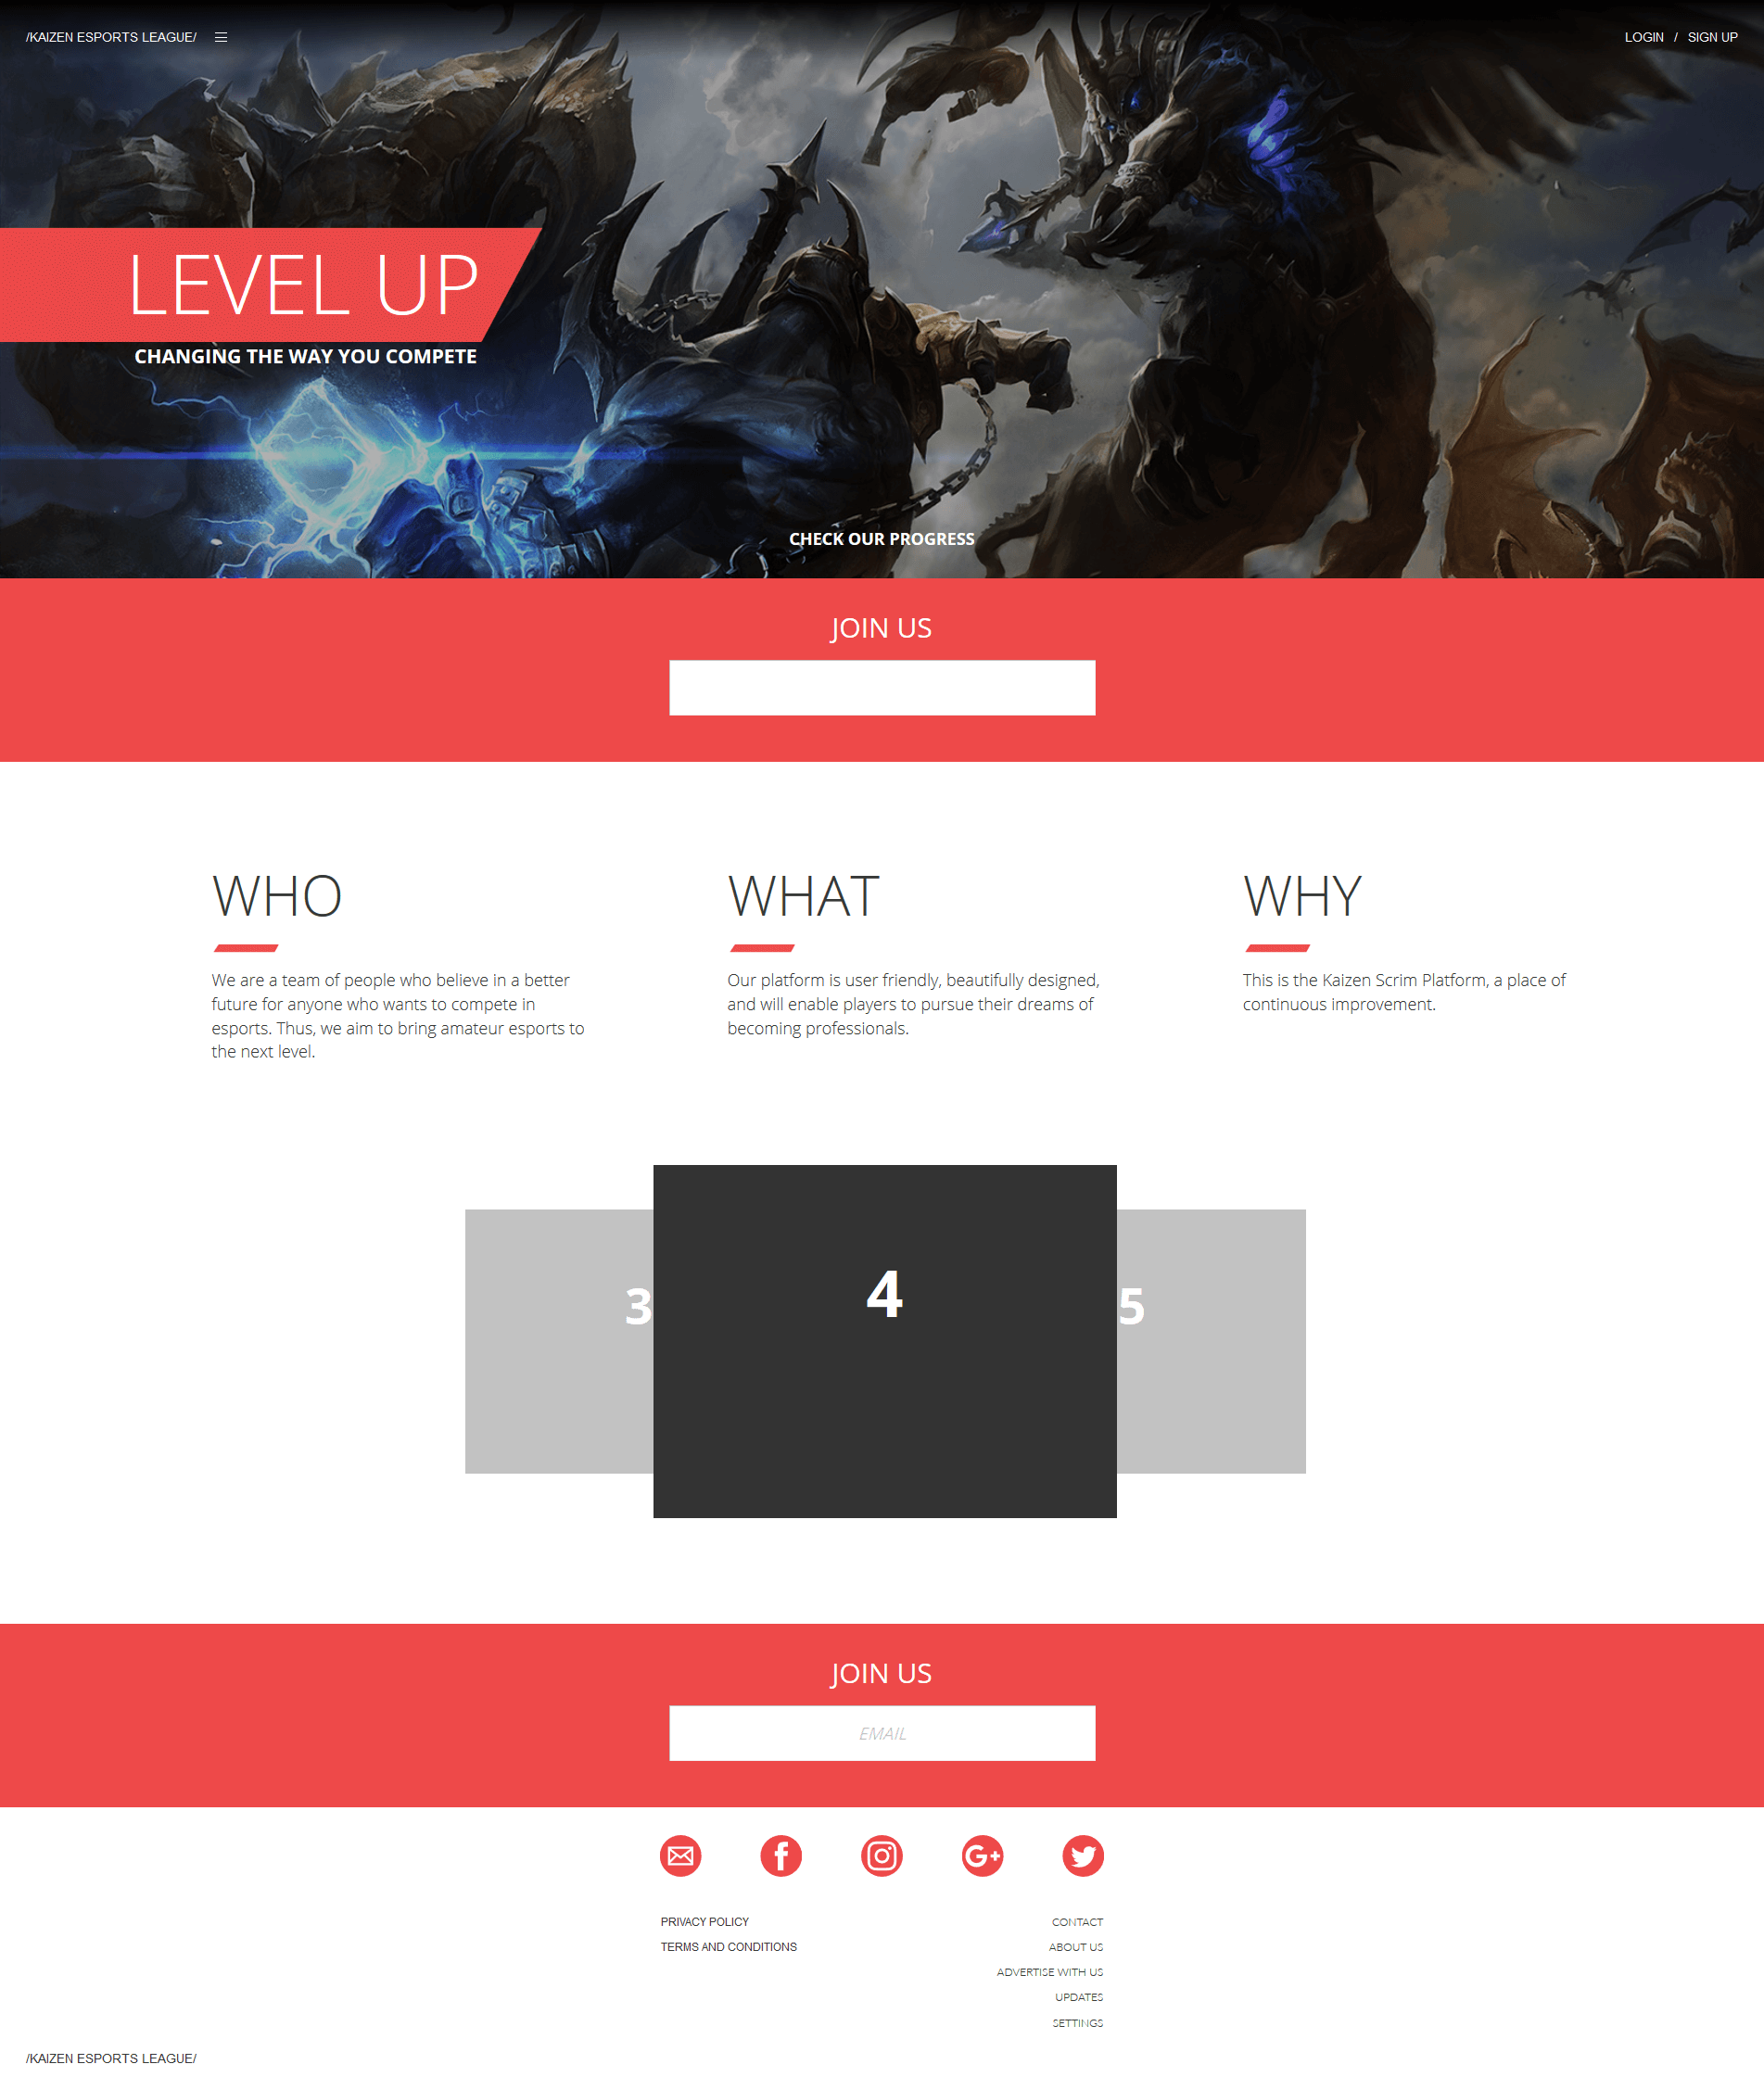 /KAIZEN ESPORTS LEAGUE/
LOGIN / SIGN UP
LEVEL UP
CHANGING THE WAY YOU COMPETE
CHECK OUR PROGRESS
JOIN US
WHO
We are a team of people who believe in a better
future for anyone who wants to compete in
esports. Thus, we aim to bring amateur esports to
the next level.
WHAT
Our platform is user friendly, beautifully designed,
and will enable players to pursue their dreams of
becoming professionals.
WHY
This is the Kaizen Scrim Platform, a place of
continuous improvement.
3
4
5
JOIN US
EMAIL
PRIVACY POLICY
TERMS AND CONDITIONS
CONTACT
ABOUT US
ADVERTISE WITH US
UPDATES
SETTINGS
/KAIZEN ESPORTS LEAGUE/